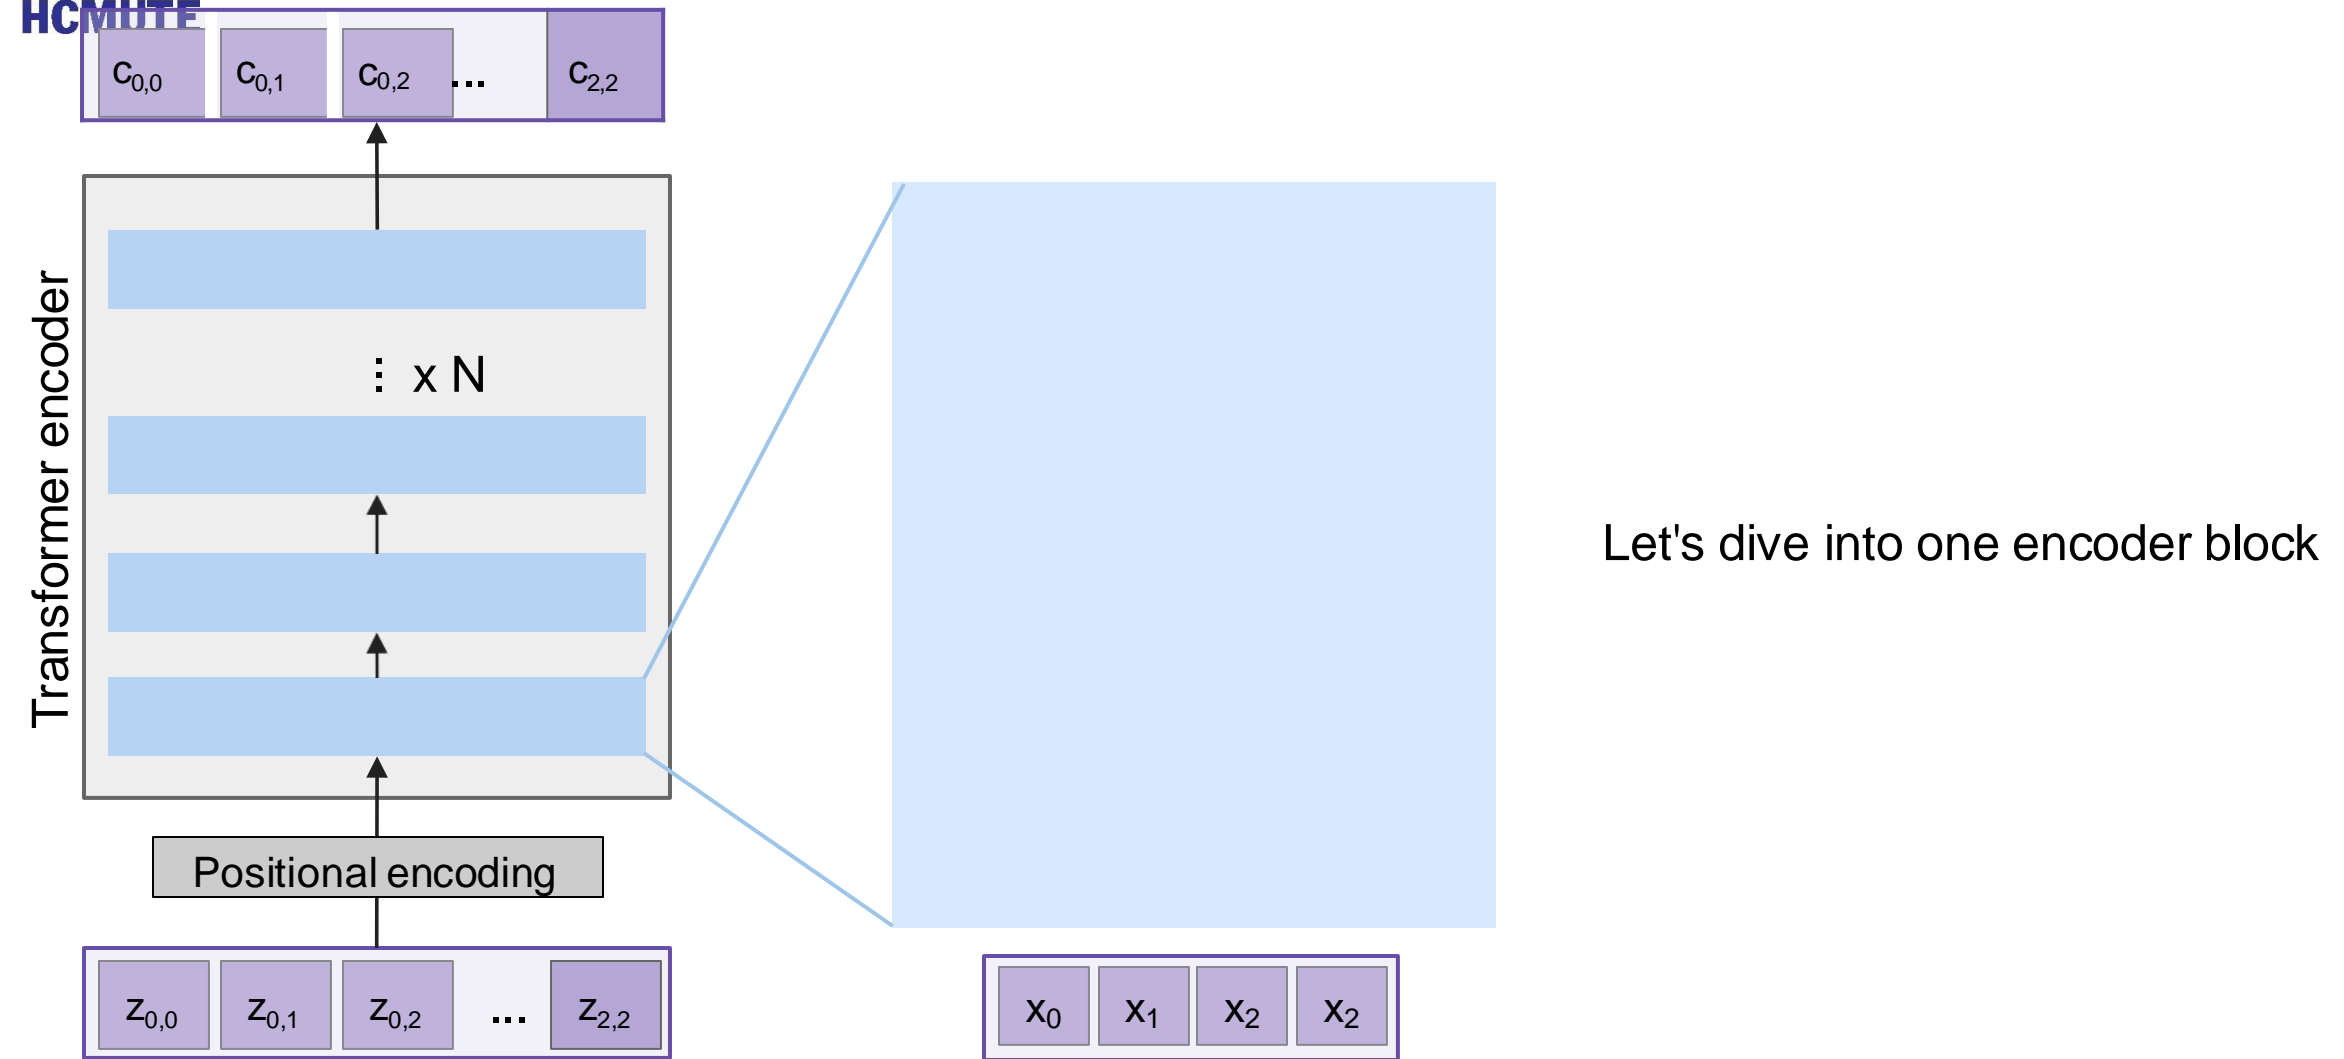 HCMUTE
c0,0 c0,1 c0,2 ... c2,2
Transformer encoder
⋮ x N
Let's dive into one encoder block
Positional encoding
z0,0 z0,1 z0,2 ... z2,2
x0 x1 x2 x2